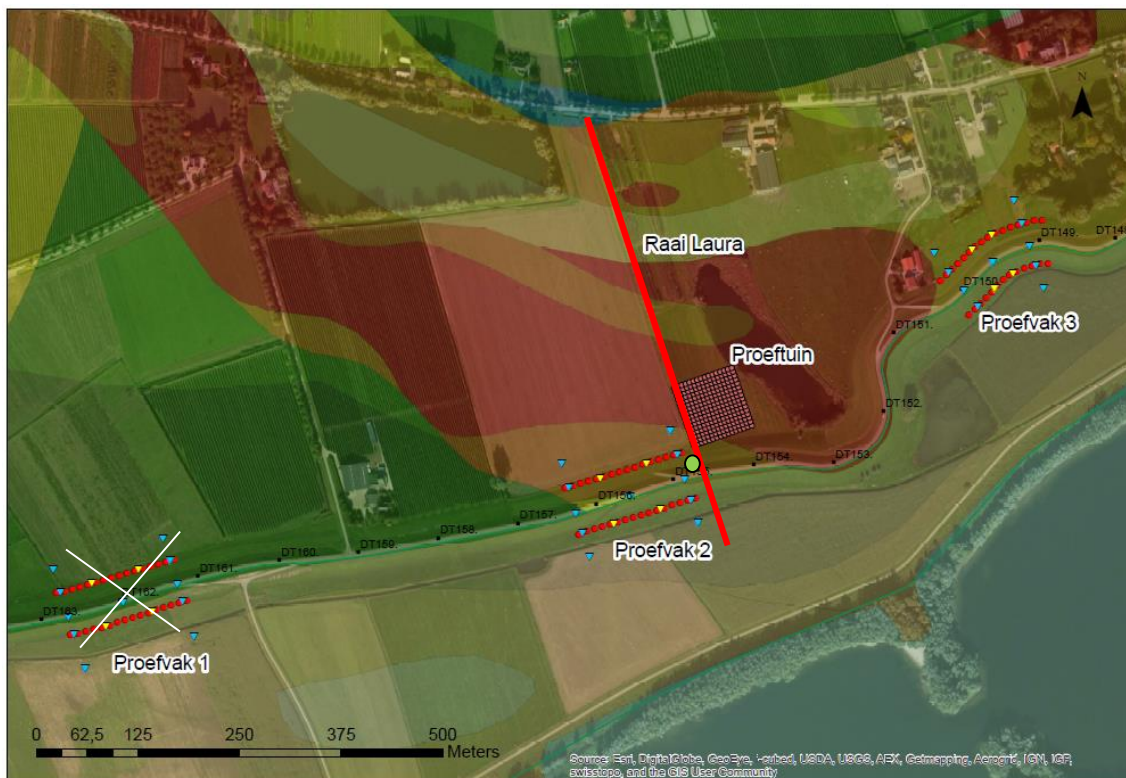 N
DT149.
DT148
Raai Laura
DT150.
Proefvak 3
DT151.
Proeftuin
DT152.
DT154.
DT153.
DT156.
DT157.
Proefvak 2
DT158.
DT159.
DT160.
DT161.
DT162.
DT163.
Proefvak 1
0 62,5 125 250 375 500
Meters
Source: Esri, DigitalGlobe, GeoEye, i-cubed, USDA, USGS, AEX, Getmapping, Aerogrid, IGN, IGP,
swisstopo, and the GIS User Community